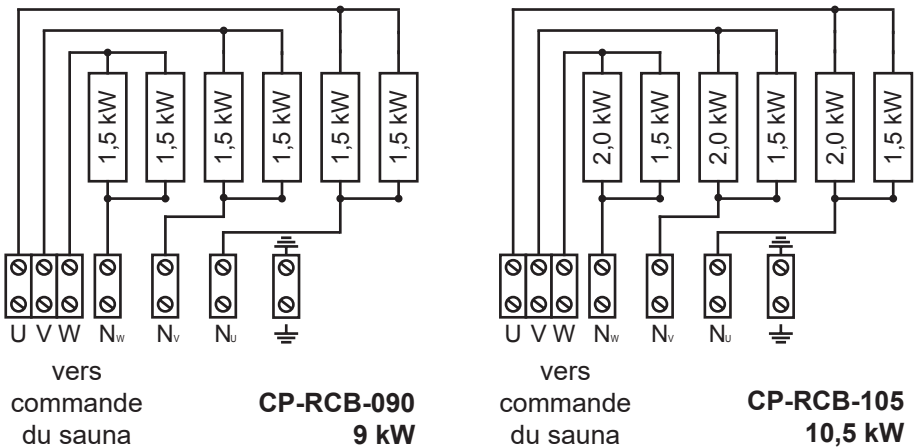 1,5 kW 1,5 kW 1,5 kW 1,5 kW 1,5 kW 1,5 kW
U V W NW NV NU
vers
commande
du sauna
CP-RCB-090
9 kW
2,0 kW 1,5 kW 2,0 kW 1,5 kW 2,0 kW 1,5 kW
U V W NW NV NU
vers
commande
du sauna
CP-RCB-105
10,5 kW